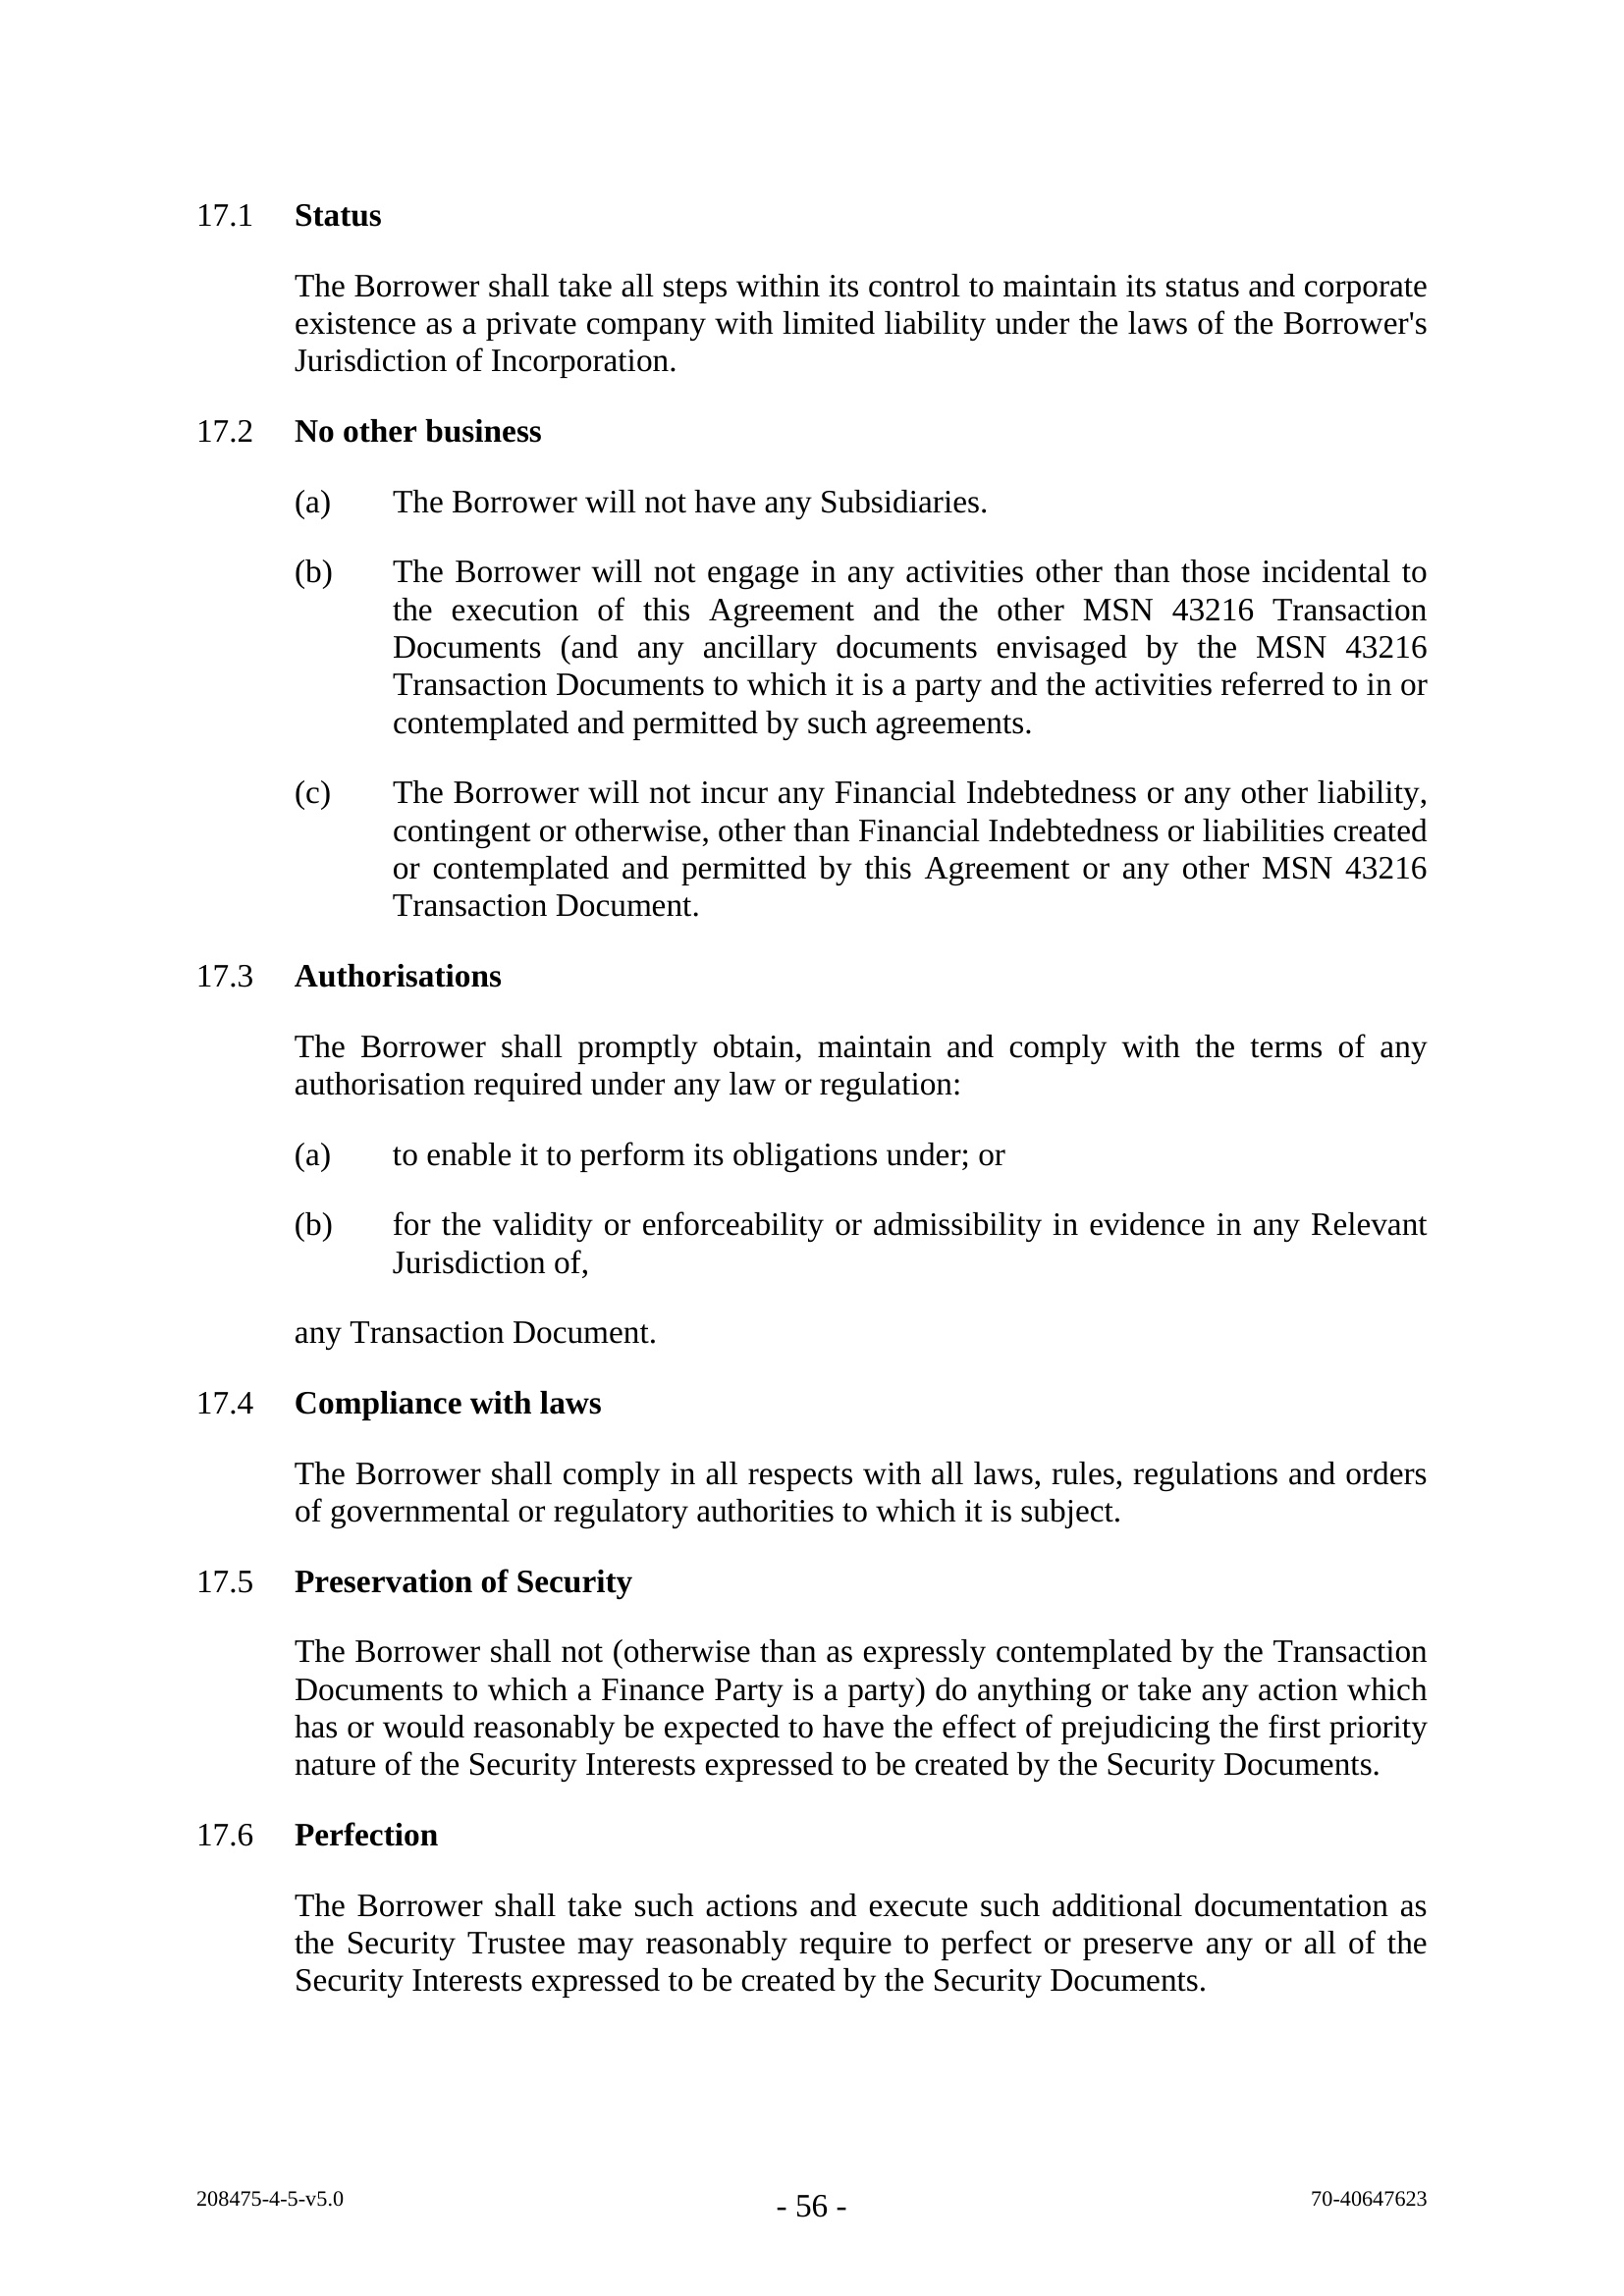 17.1 Status
The Borrower shall take all steps within its control to maintain its status and corporate
existence as a private company with limited liability under the laws of the Borrower's
Jurisdiction of Incorporation.
17.2 No other business
(a) The Borrower will not have any Subsidiaries.
(b) The Borrower will not engage in any activities other than those incidental to
the execution of this Agreement and the other MSN 43216 Transaction
Documents (and any ancillary documents envisaged by the MSN 43216
Transaction Documents to which it is a party and the activities referred to in or
contemplated and permitted by such agreements.
(c) The Borrower will not incur any Financial Indebtedness or any other liability,
contingent or otherwise, other than Financial Indebtedness or liabilities created
or contemplated and permitted by this Agreement or any other MSN 43216
Transaction Document.
17.3 Authorisations
The Borrower shall promptly obtain, maintain and comply with the terms of any
authorisation required under any law or regulation:
(a) to enable it to perform its obligations under; or
(b) for the validity or enforceability or admissibility in evidence in any Relevant
Jurisdiction of,
any Transaction Document.
17.4 Compliance with laws
The Borrower shall comply in all respects with all laws, rules, regulations and orders
of governmental or regulatory authorities to which it is subject.
17.5 Preservation of Security
The Borrower shall not (otherwise than as expressly contemplated by the Transaction
Documents to which a Finance Party is a party) do anything or take any action which
has or would reasonably be expected to have the effect of prejudicing the first priority
nature of the Security Interests expressed to be created by the Security Documents.
17.6 Perfection
The Borrower shall take such actions and execute such additional documentation as
the Security Trustee may reasonably require to perfect or preserve any or all of the
Security Interests expressed to be created by the Security Documents.
208475-4-5-v5.0 - 56 - 70-40647623